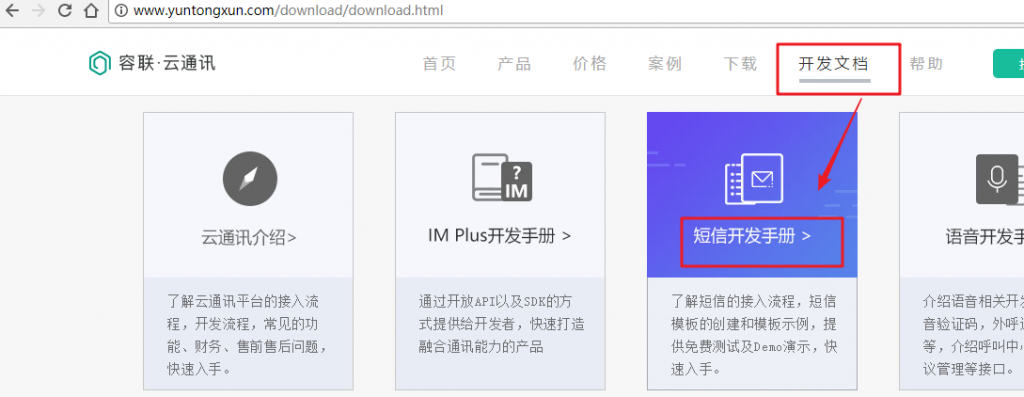 www.yuntongxun.com/download/download.html
容联·云通讯 首页 产品 价格 案例 下载 开发文档 帮助
?
IM
云通讯介绍>
IM Plus开发手册 >
短信开发手册 >
语音开发手
了解云通讯平台的接入流
程，开发流程，常见的功
能、财务、售前售后问题，
快速入手。
通过开放API以及SDK的方
式提供给开发者，快速打造
融合通讯能力的产品
了解短信的接入流程，短信
模板的创建和模板示例，提
供免费测试及Demo演示，快
速入手。
介绍语音相关开发
音验证码，外呼通
等，介绍呼叫中心
议管理等接口。